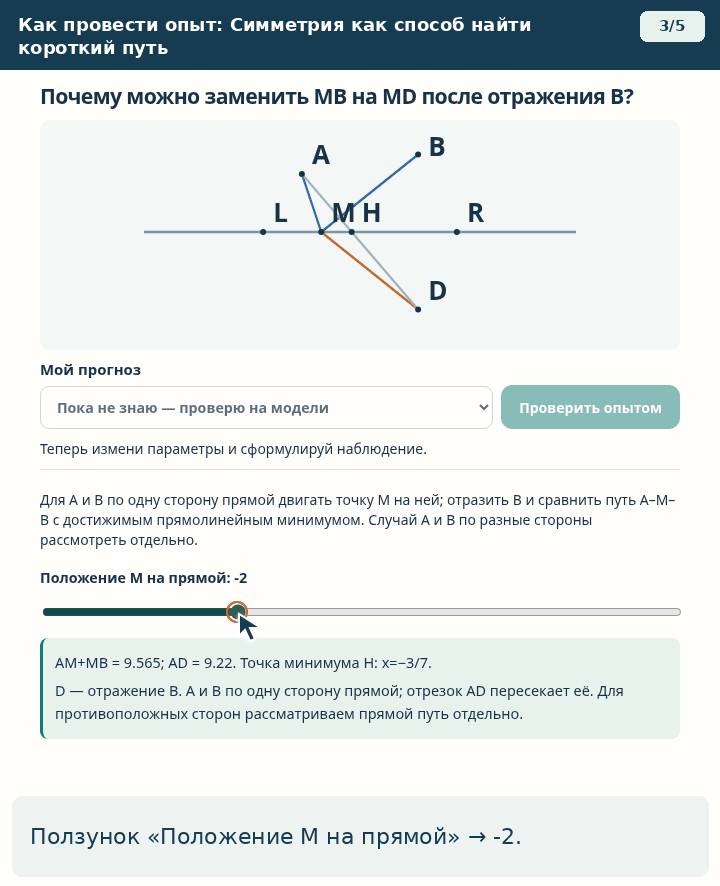 Как провести опыт: Симметрия как способ найти
короткий путь
3/5
Почему можно заменить MB на MD после отражения B?
A
B
L
M
H
R
D
Мой прогноз
Пока не знаю — проверю на модели
Проверить опытом
Теперь измени параметры и сформулируй наблюдение.
Для A и B по одну сторону прямой двигать точку M на ней; отразить B и сравнить путь A–M–
B с достижимым прямолинейным минимумом. Случай A и B по разные стороны
рассмотреть отдельно.
Положение M на прямой: -2
AM+MB = 9.565; AD = 9.22. Точка минимума H: x=−3/7.
D — отражение B. A и B по одну сторону прямой; отрезок AD пересекает её. Для
противоположных сторон рассматриваем прямой путь отдельно.
Ползунок «Положение M на прямой» → -2.